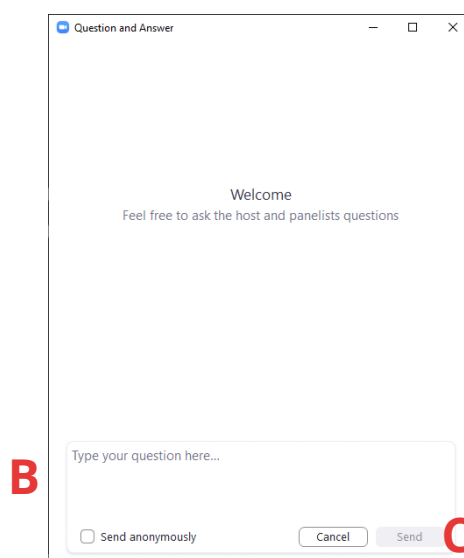 Question and Answer
Welcome
Feel free to ask the host and panelists questions
B
Type your question here...
Send anonymously
Cancel
Send
C